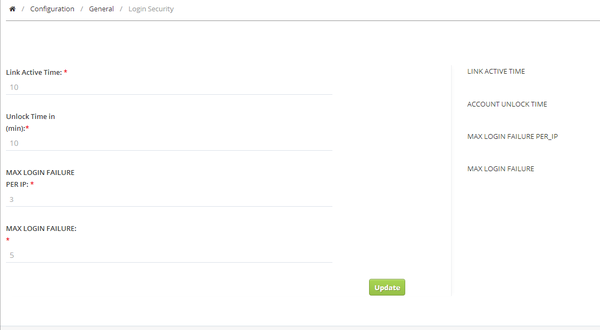 / Configuration / General / Login Security
Link Active Time: *
10
Unlock Time in
(min):*
10
MAX LOGIN FAILURE
PER IP: *
3
MAX LOGIN FAILURE:
*
5
Update
LINK ACTIVE TIME
ACCOUNT UNLOCK TIME
MAX LOGIN FAILURE PER_IP
MAX LOGIN FAILURE